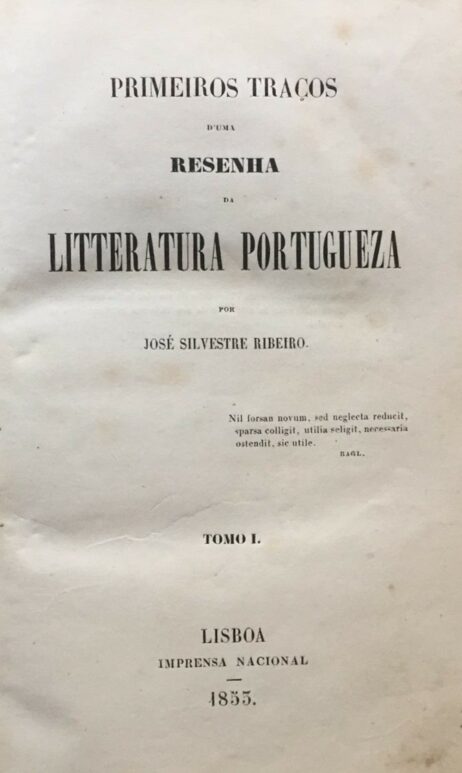 PRIMEIROS TRAÇOS
D'UMA
RESENHA
DA
LITTERATURA PORTUGUEZA
POR
JOSÉ SILVESTRE RIBEIRO.
Nil forsan novum, sed neglecta reducit,
sparsa colligit, utilia seligit, necessaria
ostendit, sic utile.
BAGL.
TOMO I.
LISBOA
IMPRENSA NACIONAL
1853.